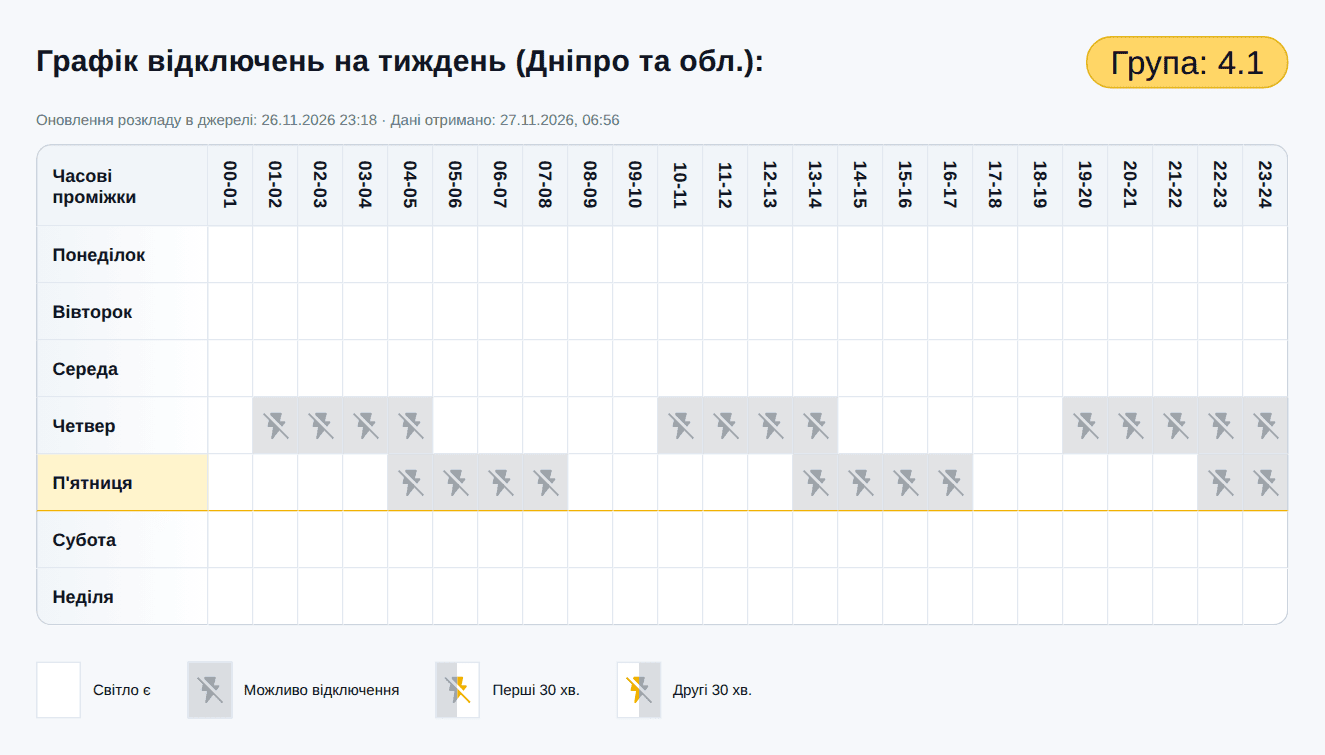 Графік відключень на тиждень (Дніпро та обл.):
Група: 4.1
Оновлення розкладу в джерелі: 26.11.2026 23:18 · Дані отримано: 27.11.2026, 06:56
Часові
проміжки
00-01
01-02
02-03
03-04
04-05
05-06
06-07
07-08
08-09
09-10
10-11
11-12
12-13
13-14
14-15
15-16
16-17
17-18
18-19
19-20
20-21
21-22
22-23
23-24
Понеділок
Вівторок
Середа
Четвер
П'ятниця
Субота
Неділя
Світло є
Можливо відключення
Перші 30 хв.
Другі 30 хв.